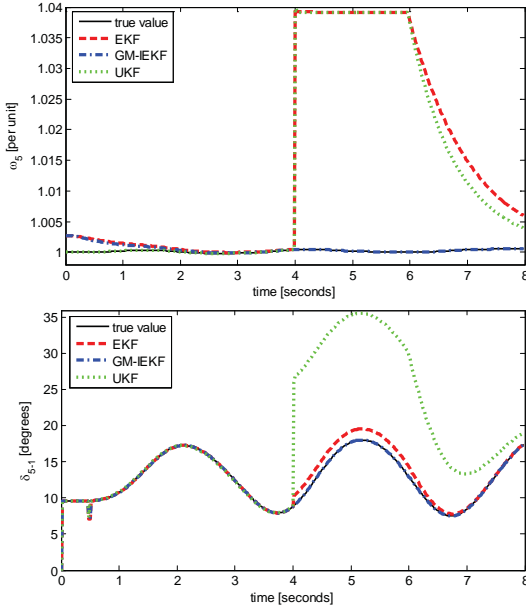 1.04
1.035
1.03
1.025
1.02
1.015
1.01
1.005
1
ω5 [per unit]
true value
EKF
GM-IEKF
UKF
0 1 2 3 4 5 6 7 8
time [seconds]
35
30
25
20
15
10
5
0
δ5-1 [degrees]
true value
EKF
GM-IEKF
UKF
0 1 2 3 4 5 6 7 8
time [seconds]